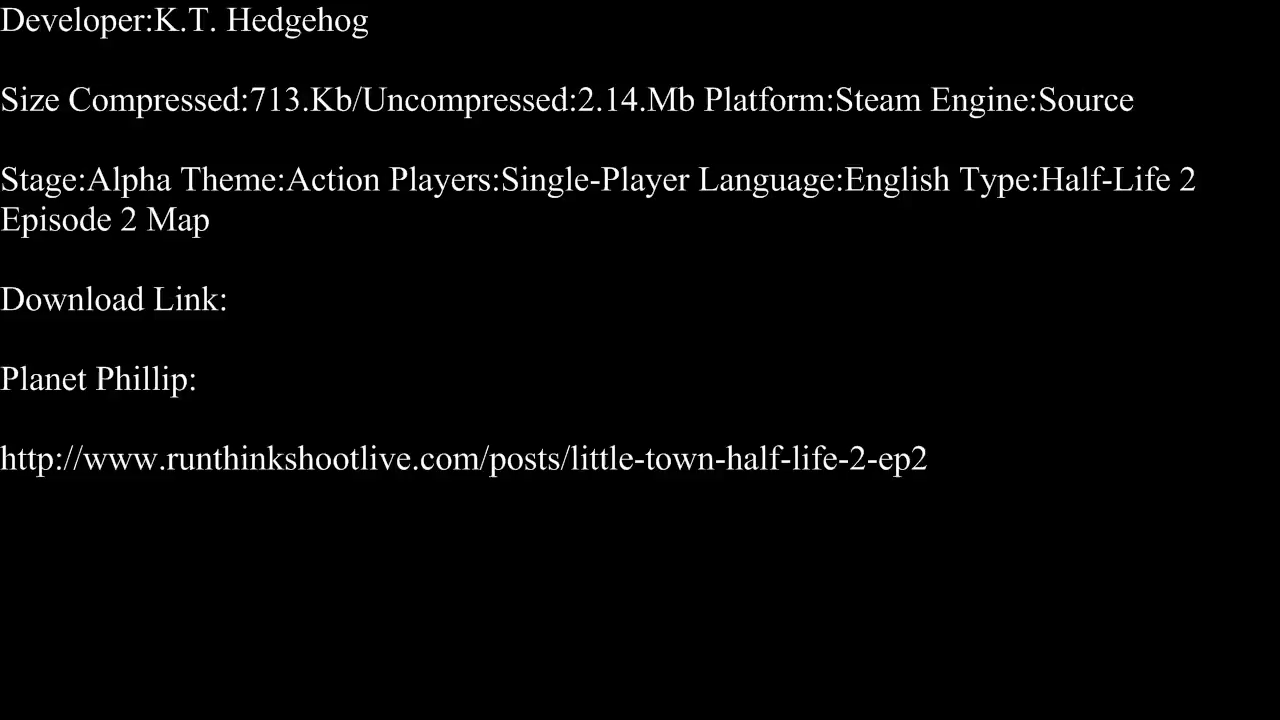 Developer:K.T. Hedgehog
Size Compressed:713.Kb/Uncompressed:2.14.Mb Platform:Steam Engine:Source
Stage:Alpha Theme:Action Players:Single-Player Language:English Type:Half-Life 2
Episode 2 Map
Download Link:
Planet Phillip:
http://www.runthinkshootlive.com/posts/little-town-half-life-2-ep2